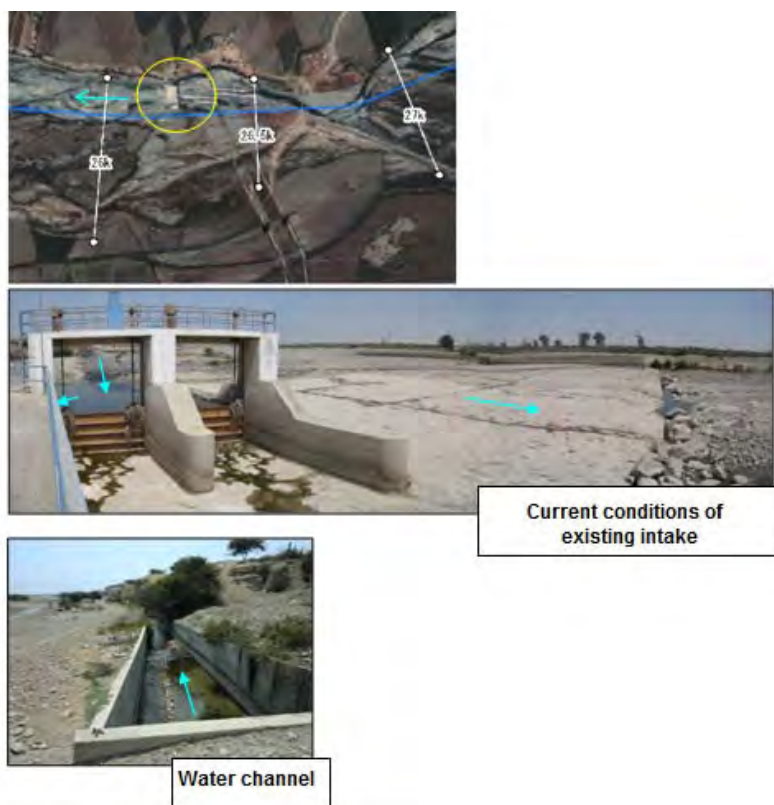 26k
26.5k
27k
Current conditions of
existing intake
Water channel